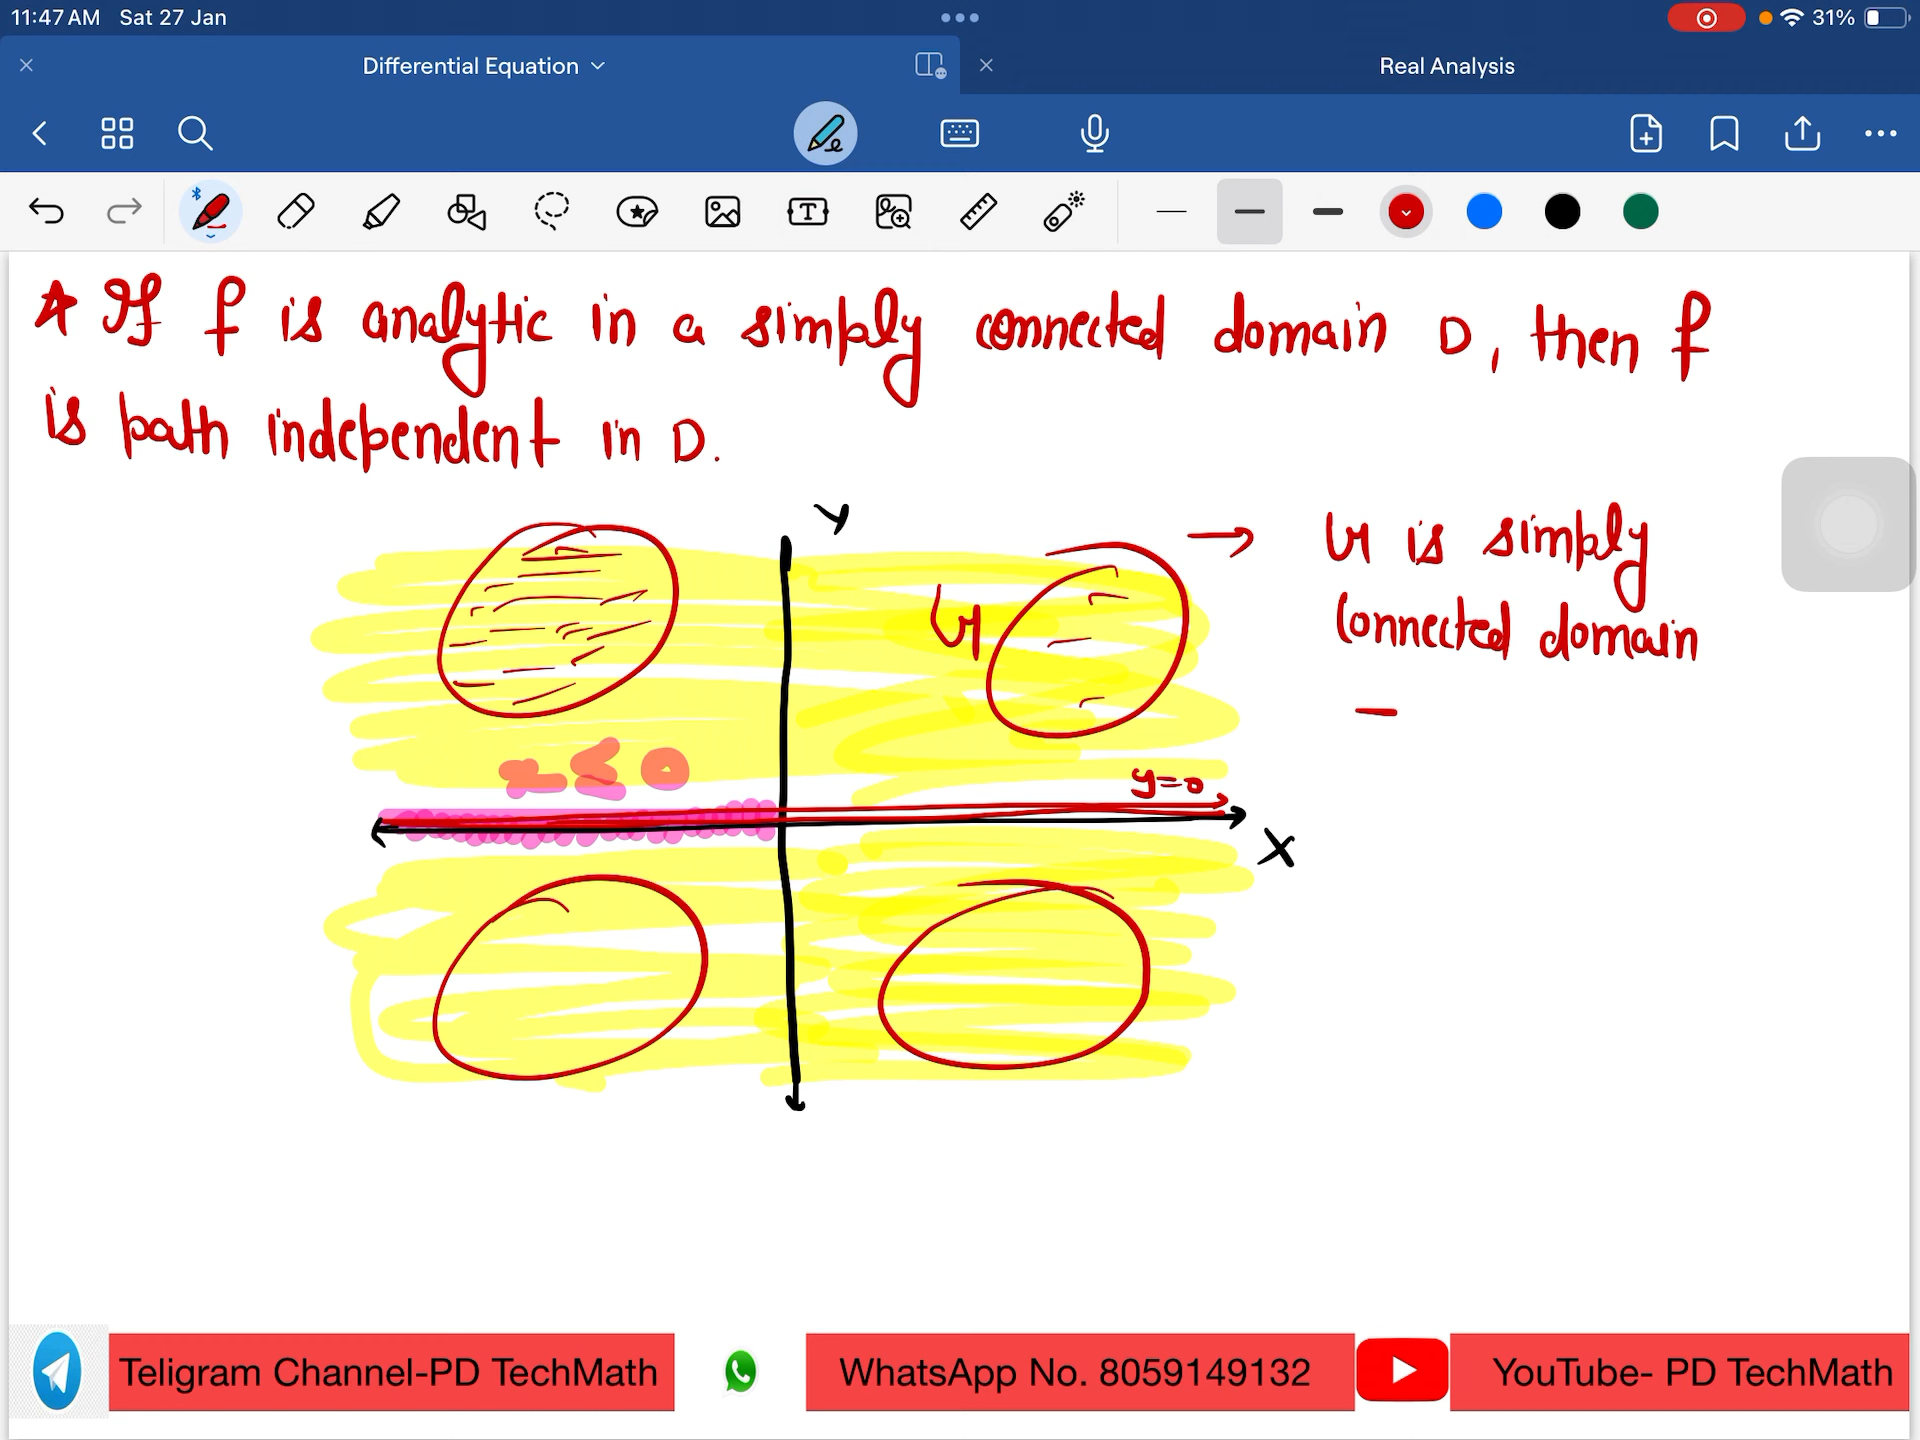 11:47 AM Sat 27 Jan
31%
Differential Equation
Real Analysis
If f is analytic in a simply connected domain D, then f
is path independent in D.
Y
G is simply
connected domain
G
x ≤ 0
y=0
X
Teligram Channel-PD TechMath
WhatsApp No. 8059149132
YouTube- PD TechMath